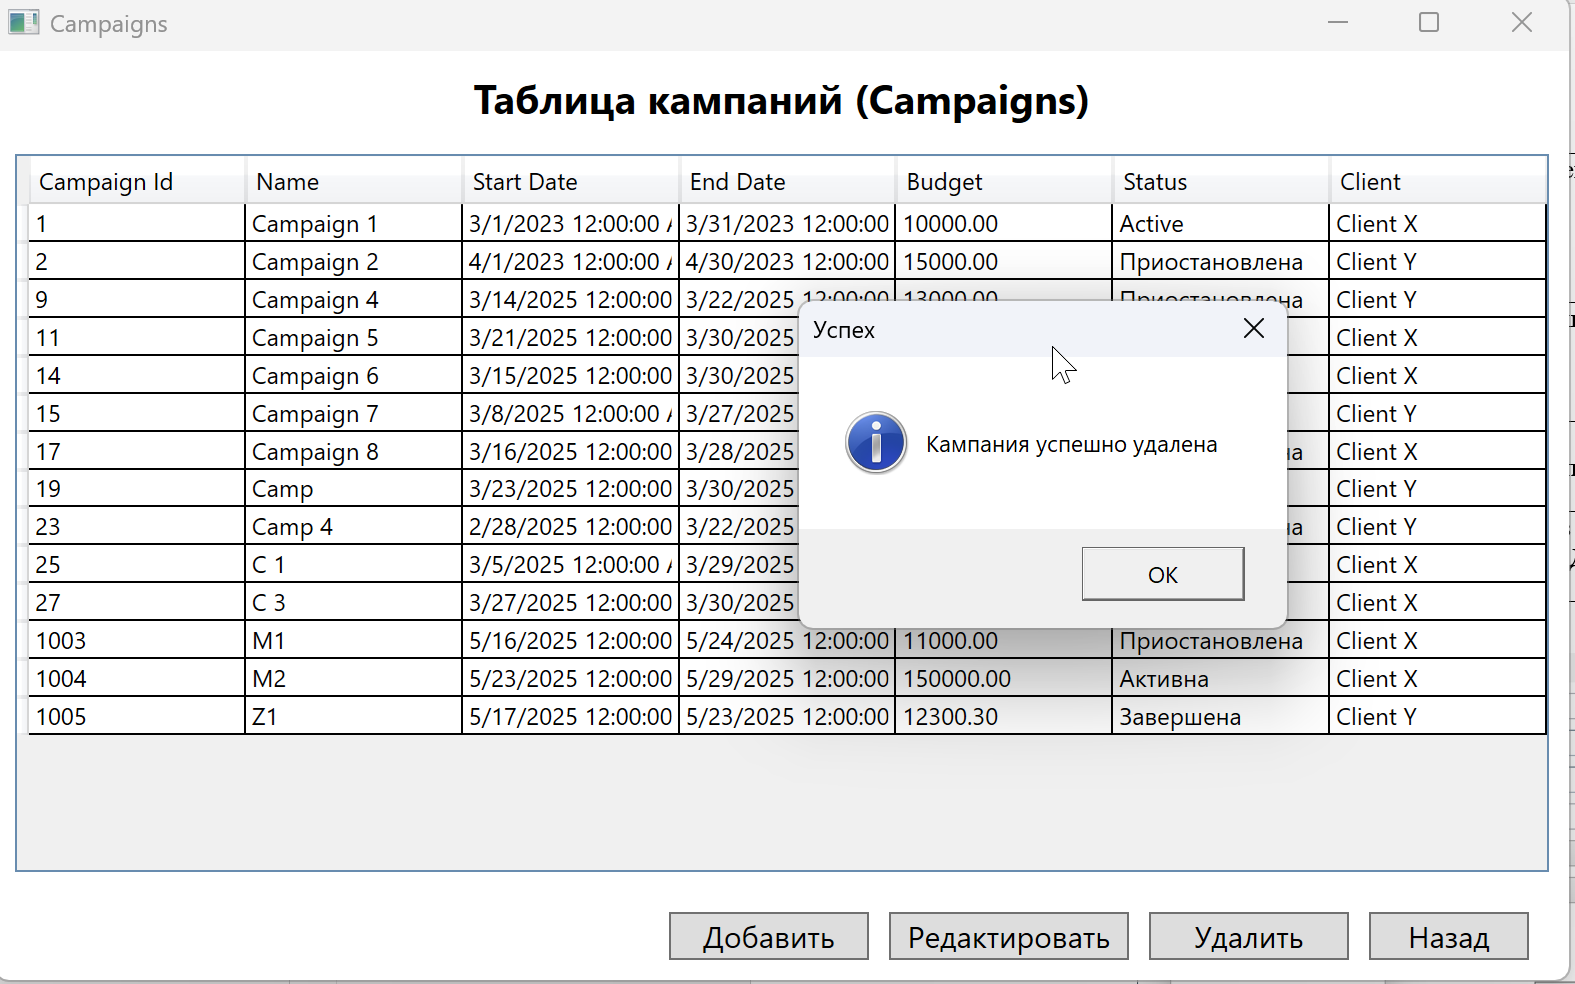 Campaigns
Таблица кампаний (Campaigns)
Campaign Id Name Start Date End Date Budget Status Client
1 Campaign 1 3/1/2023 12:00:00 3/31/2023 12:00:00 10000.00 Active Client X
2 Campaign 2 4/1/2023 12:00:00 4/30/2023 12:00:00 15000.00 Приостановлена Client Y
9 Campaign 4 3/14/2025 12:00:00 3/22/2025 12:00:00 13000.00 Приостановлена Client Y
11 Campaign 5 3/21/2025 12:00:00 3/30/2025 Client X
14 Campaign 6 3/15/2025 12:00:00 3/30/2025 Client X
15 Campaign 7 3/8/2025 12:00:00 3/27/2025 Client Y
17 Campaign 8 3/16/2025 12:00:00 3/28/2025 Client X
19 Camp 3/23/2025 12:00:00 3/30/2025 Client Y
23 Camp 4 2/28/2025 12:00:00 3/22/2025 Client Y
25 C 1 3/5/2025 12:00:00 3/29/2025 Client X
27 C 3 3/27/2025 12:00:00 3/30/2025 Client X
1003 M1 5/16/2025 12:00:00 5/24/2025 12:00:00 11000.00 Приостановлена Client X
1004 M2 5/23/2025 12:00:00 5/29/2025 12:00:00 150000.00 Активна Client X
1005 Z1 5/17/2025 12:00:00 5/23/2025 12:00:00 12300.30 Завершена Client Y
Успех
Кампания успешно удалена
ОК
Добавить Редактировать Удалить Назад